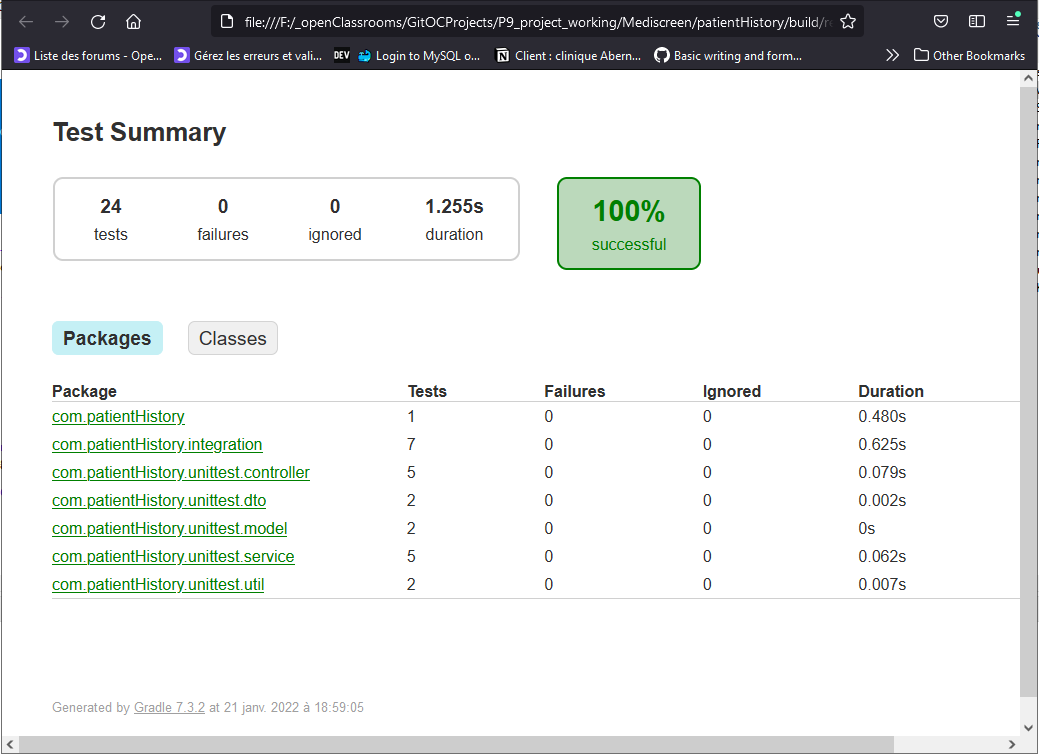 file:///F:/_openClassrooms/GitOCProjects/P9_project_working/Mediscreen/patientHistory/build/re
Liste des forums - Ope... Gérez les erreurs et vali... DEV Login to MySQL o... Client : clinique Abern... Basic writing and form... Other Bookmarks
Test Summary
24 0 0 1.255s
tests failures ignored duration
100%
successful
Packages Classes
Package Tests Failures Ignored Duration
com.patientHistory 1 0 0 0.480s
com.patientHistory.integration 7 0 0 0.625s
com.patientHistory.unittest.controller 5 0 0 0.079s
com.patientHistory.unittest.dto 2 0 0 0.002s
com.patientHistory.unittest.model 2 0 0 0s
com.patientHistory.unittest.service 5 0 0 0.062s
com.patientHistory.unittest.util 2 0 0 0.007s
Generated by Gradle 7.3.2 at 21 janv. 2022 à 18:59:05